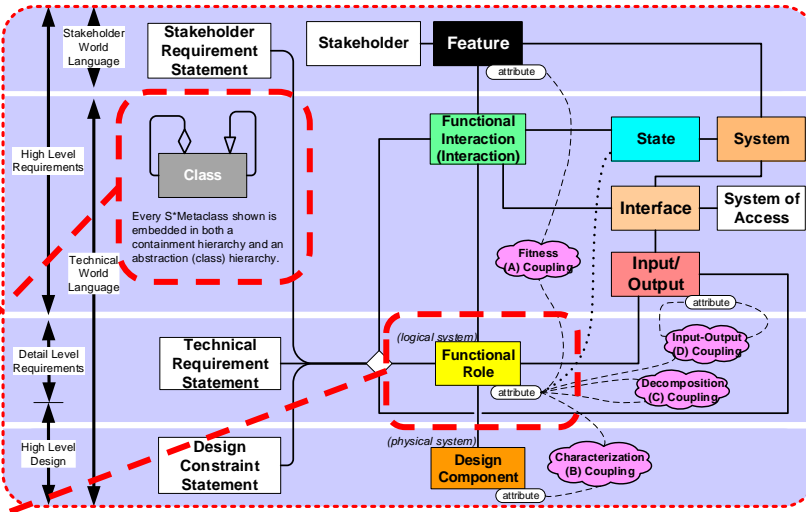 Stakeholder
World
Language
Stakeholder
Requirement
Statement
Stakeholder
Feature
attribute
High Level
Requirements
Class
Every S*Metaclass shown is
embedded in both a
containment hierarchy and an
abstraction (class) hierarchy.
Functional
Interaction
(Interaction)
State
System
Interface
System of
Access
Technical
World
Language
Fitness
(A) Coupling
Input/
Output
attribute
Detail Level
Requirements
Technical
Requirement
Statement
(logical system)
Functional
Role
attribute
Input-Output
(D) Coupling
Decomposition
(C) Coupling
High Level
Design
Design
Constraint
Statement
(physical system)
Design
Component
attribute
Characterization
(B) Coupling